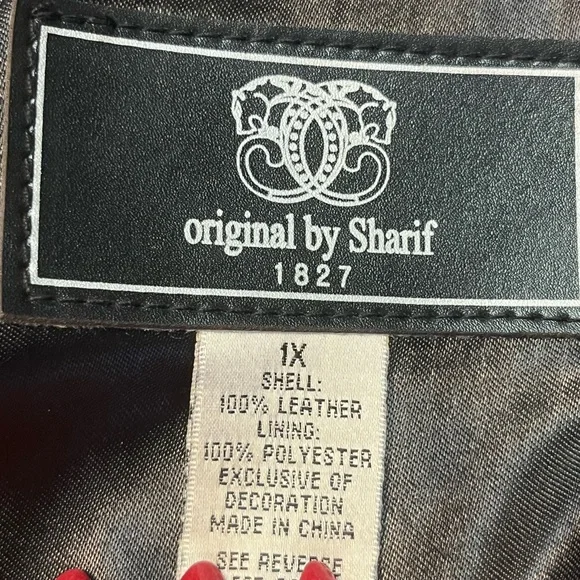 original by Sharif
1827
1X
SHELL:
100% LEATHER
LINING:
100% POLYESTER
EXCLUSIVE OF
DECORATION
MADE IN CHINA
SEE REVERSE